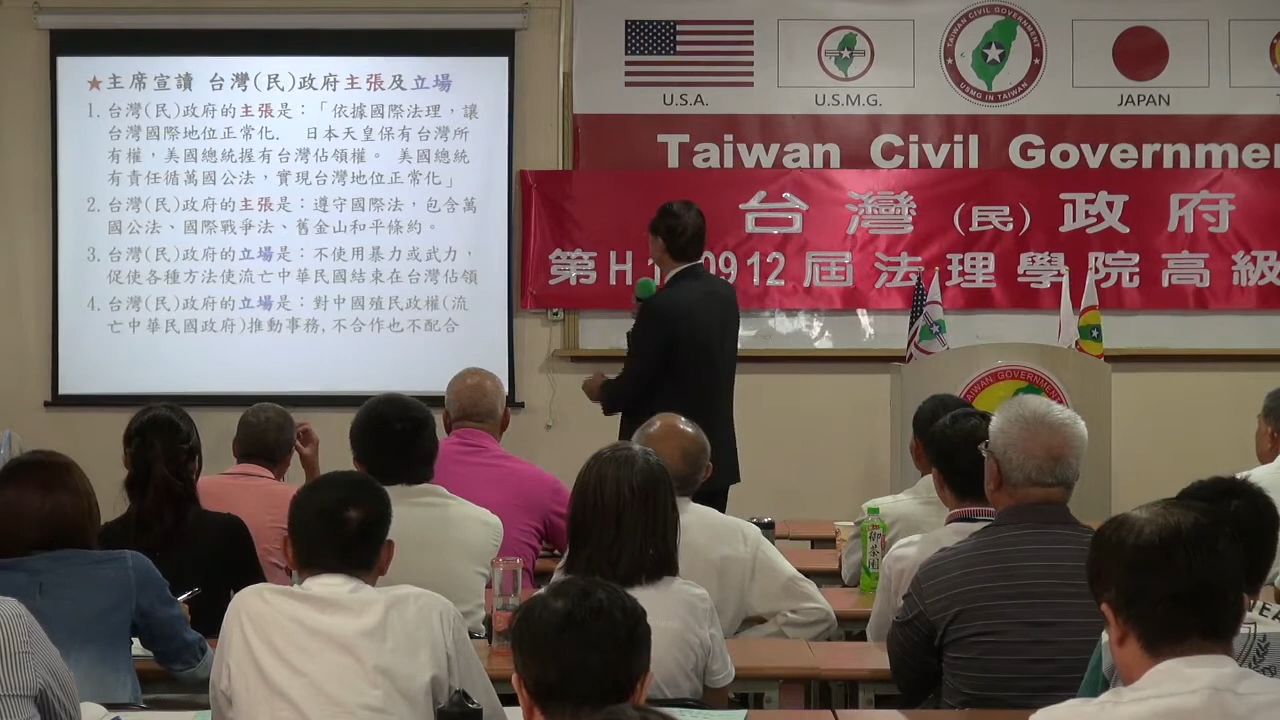 ★主席宣讀 台灣(民)政府主張及立場
1. 台灣(民)政府的主張是：「依據國際法理，讓
台灣國際地位正常化. 日本天皇保有台灣所
有權，美國總統握有台灣佔領權。 美國總統
有責任循萬國公法，實現台灣地位正常化」
2. 台灣(民)政府的主張是：遵守國際法，包含萬
國公法、國際戰爭法、舊金山和平條約。
3. 台灣(民)政府的立場是：不使用暴力或武力，
促使各種方法使流亡中華民國結束在台灣佔領
4. 台灣(民)政府的立場是：對中國殖民政權(流
亡中華民國政府)推動事務,不合作也不配合
TAIWAN CIVIL GOVERNMENT
USMG IN TAIWAN
U.S.A.
U.S.M.G.
JAPAN
Taiwan Civil Governme
台灣(民)政府
第H1 0912屆法理學院高級
AIWAN GOVERNMENT
御茶園